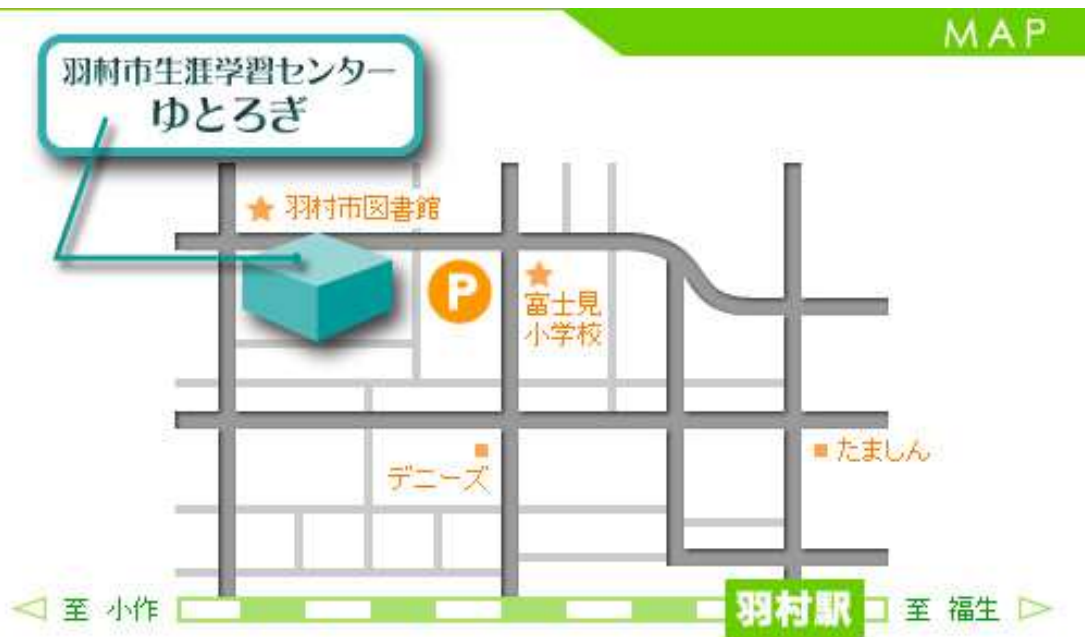 MAP
羽村市生涯学習センター
ゆとろぎ
羽村市図書館
P
富士見
小学校
デニーズ
たましん
至 小作
羽村駅
至 福生